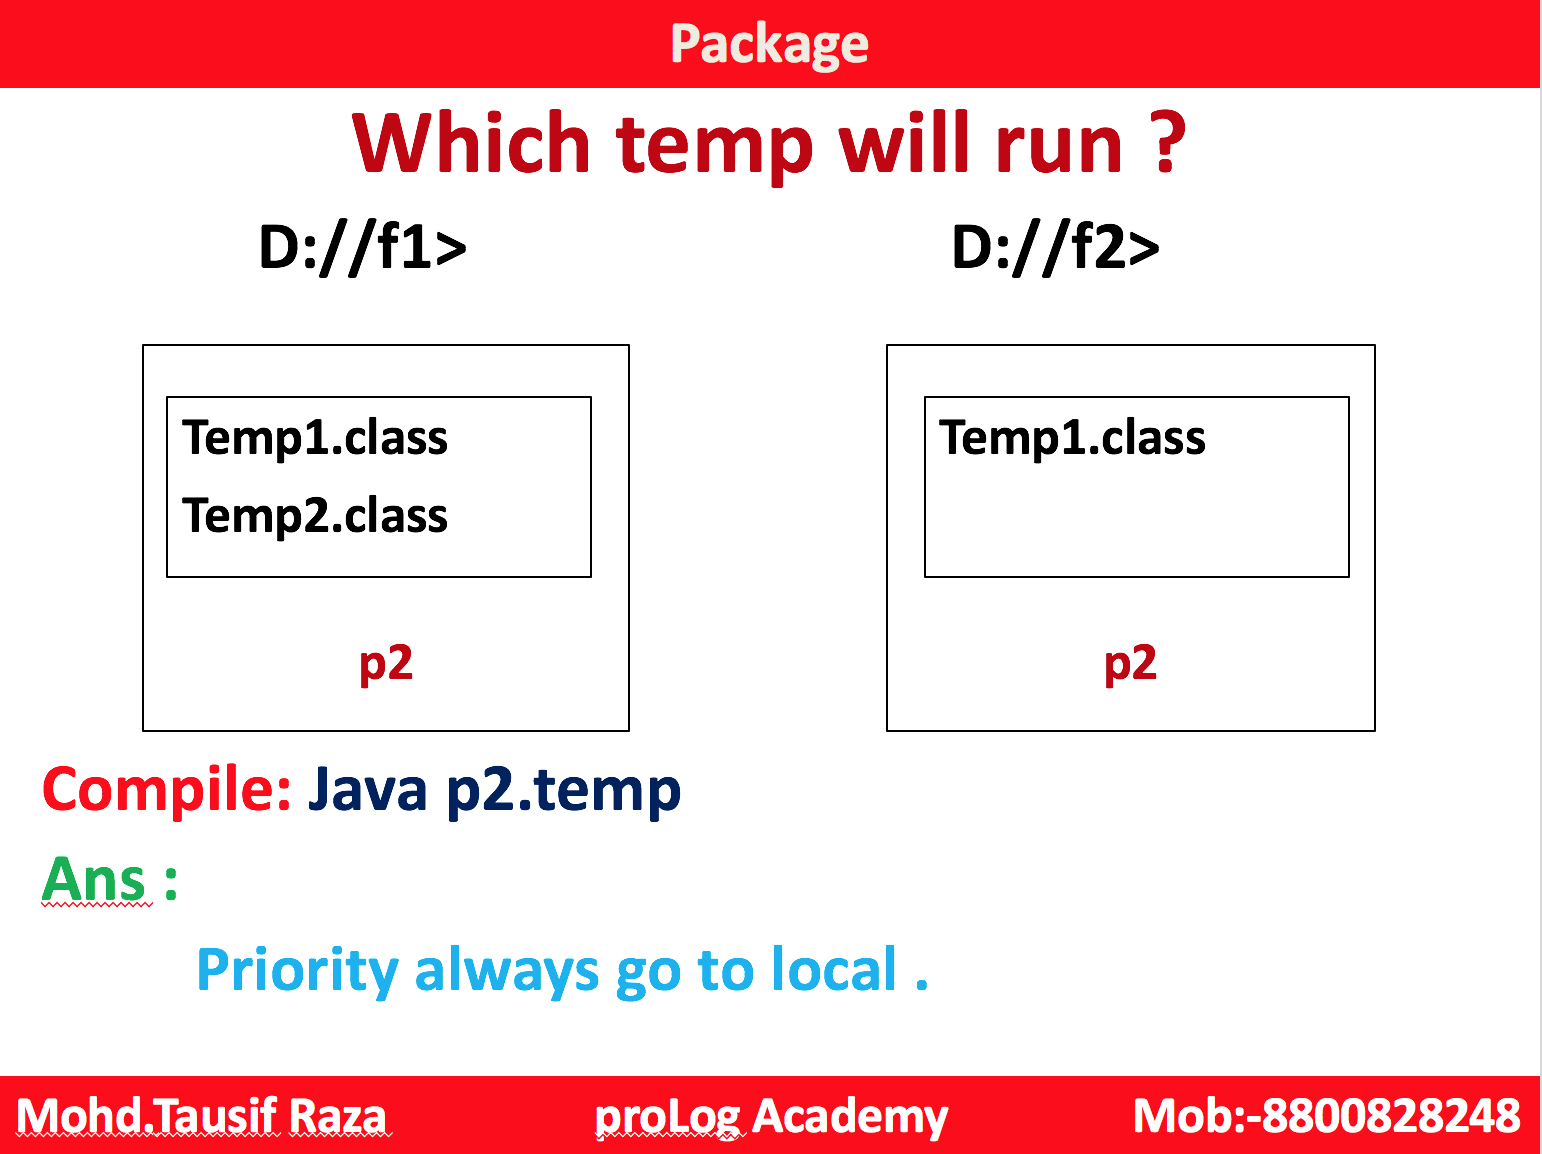 Package
Which temp will run ?
D://f1>
D://f2>
Temp1.class
Temp2.class
p2
Temp1.class
p2
Compile: Java p2.temp
Ans :
Priority always go to local .
Mohd.Tausif Raza
proLog Academy
Mob:-8800828248